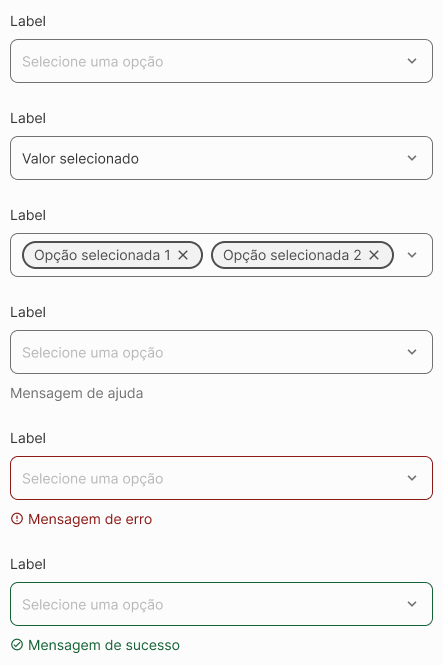 Label
Selecione uma opção
Label
Valor selecionado
Label
Opção selecionada 1 Opção selecionada 2
Label
Selecione uma opção
Mensagem de ajuda
Label
Selecione uma opção
Mensagem de erro
Label
Selecione uma opção
Mensagem de sucesso